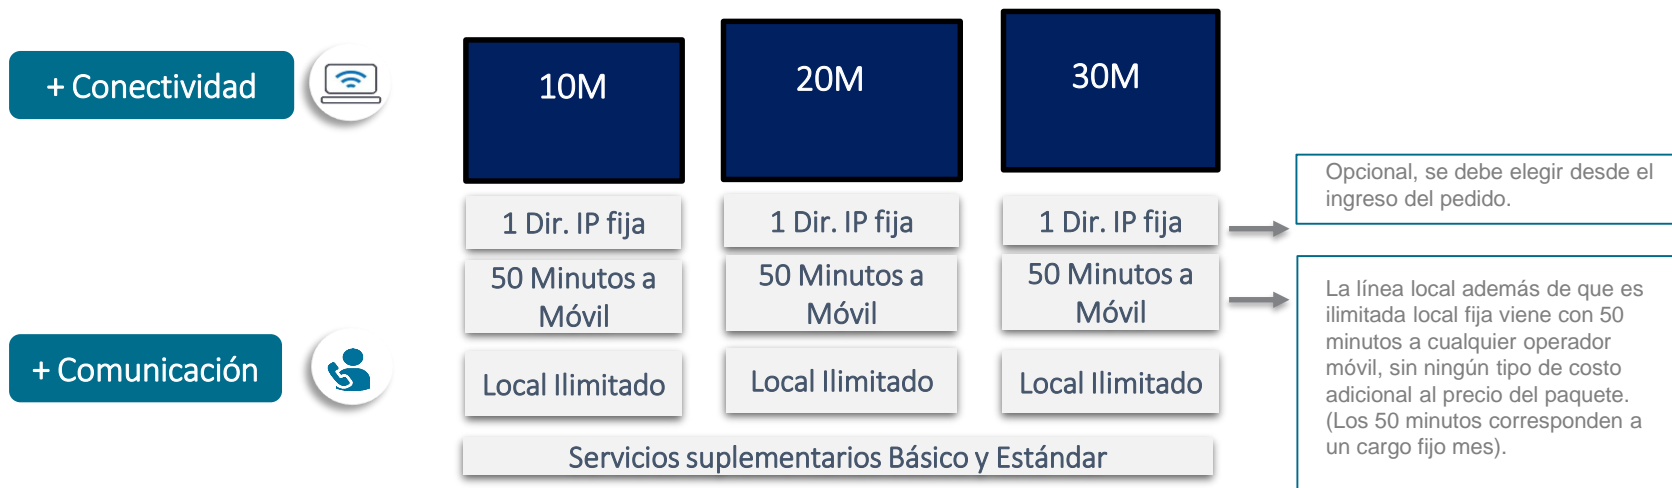 + Conectividad
10M
20M
30M
1 Dir. IP fija
1 Dir. IP fija
1 Dir. IP fija
Opcional, se debe elegir desde el
ingreso del pedido.
50 Minutos a
Móvil
50 Minutos a
Móvil
50 Minutos a
Móvil
La línea local además de que es
ilimitada local fija viene con 50
minutos a cualquier operador
móvil, sin ningún tipo de costo
adicional al precio del paquete.
(Los 50 minutos corresponden a
un cargo fijo mes).
+ Comunicación
Local Ilimitado
Local Ilimitado
Local Ilimitado
Servicios suplementarios Básico y Estándar